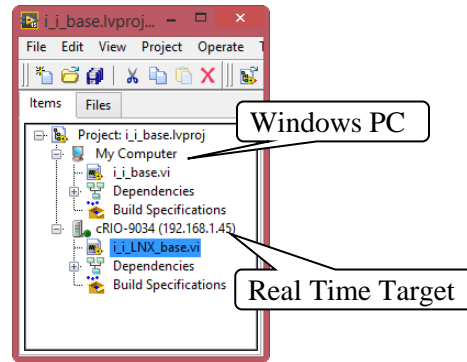 i_i_base.lvproj...
File Edit View Project Operate
Items Files
Project: i_i_base.lvproj
Windows PC
My Computer
i_i_base.vi
Dependencies
Build Specifications
cRIO-9034 (192.168.1.45)
i_i_LNX_base.vi
Dependencies
Build Specifications
Real Time Target